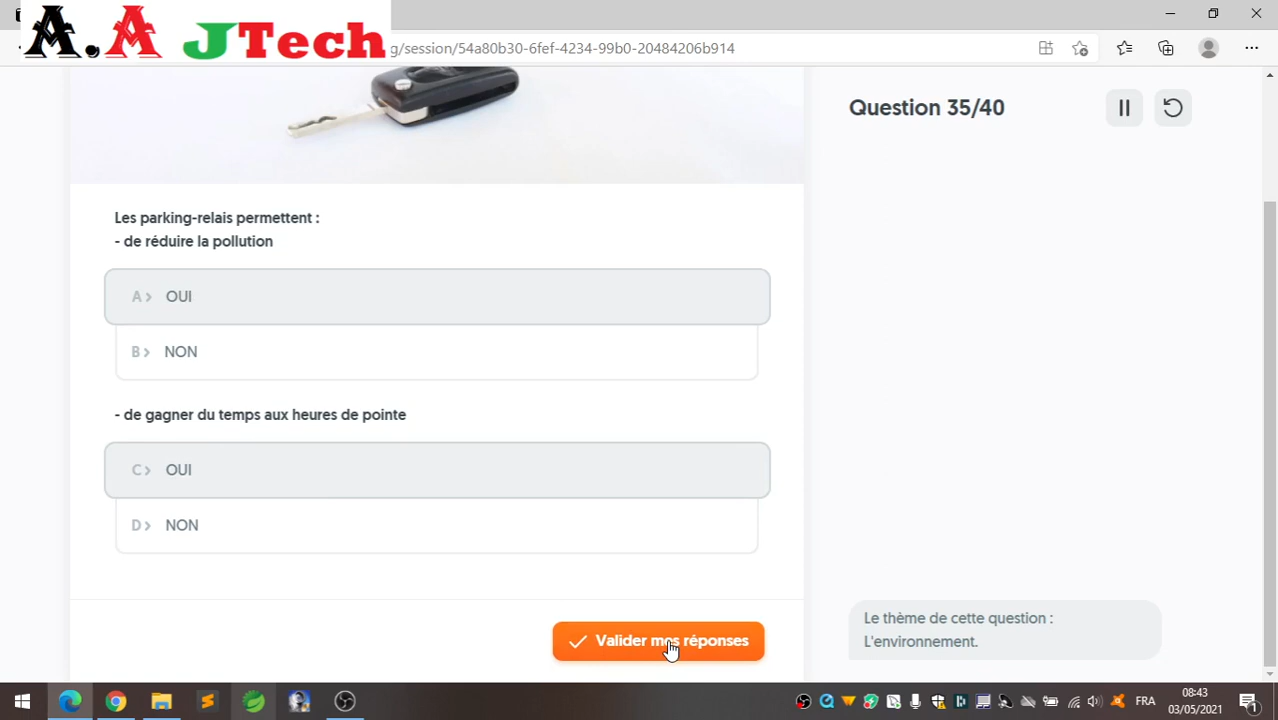 A.A JTech
g/session/54a80b30-6fef-4234-99b0-20484206b914
Question 35/40
Les parking-relais permettent :
- de réduire la pollution
A OUI
B NON
- de gagner du temps aux heures de pointe
C OUI
D NON
Valider mes réponses
Le thème de cette question :
L'environnement.
FRA
08:43
03/05/2021
1